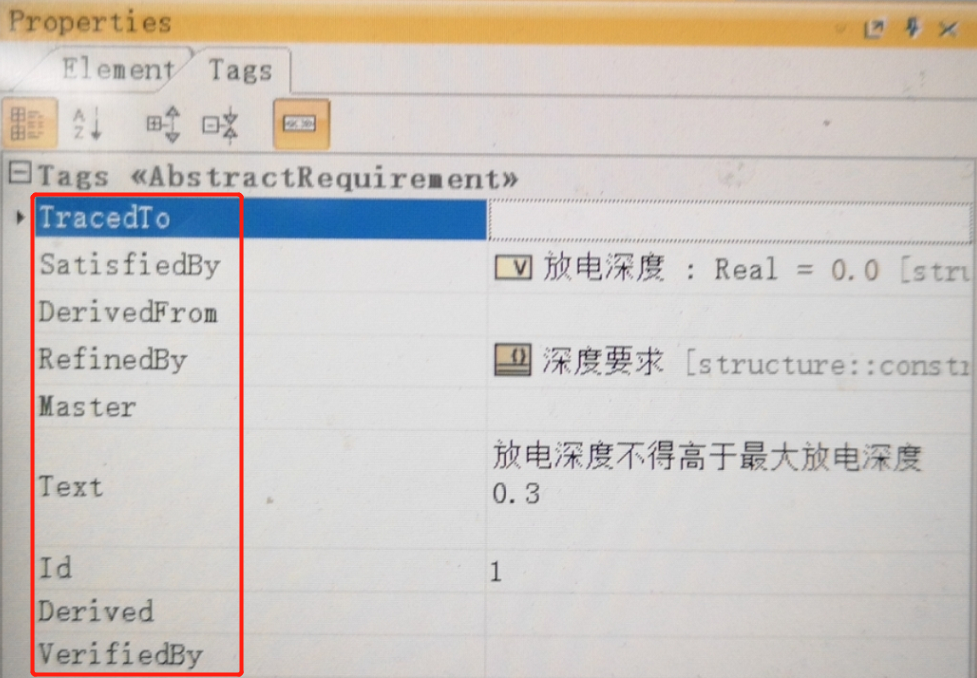 Properties
Element Tags
Tags «AbstractRequirement»
TracedTo
SatisfiedBy V 放电深度 : Real = 0.0 [stru
DerivedFrom
RefinedBy {} 深度要求 [structure::constr
Master
Text 放电深度不得高于最大放电深度
0.3
Id 1
Derived
VerifiedBy